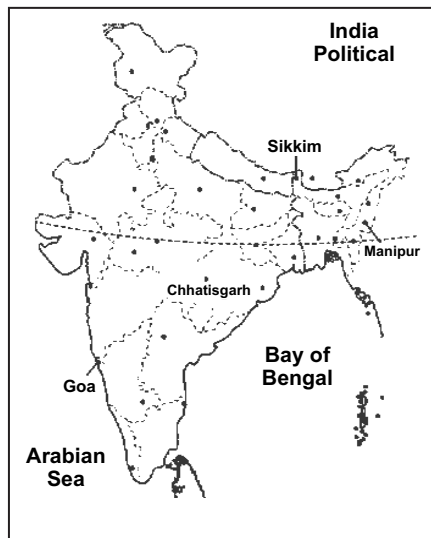 India
Political
Sikkim
Manipur
Chhatisgarh
Bay of
Bengal
Goa
Arabian
Sea